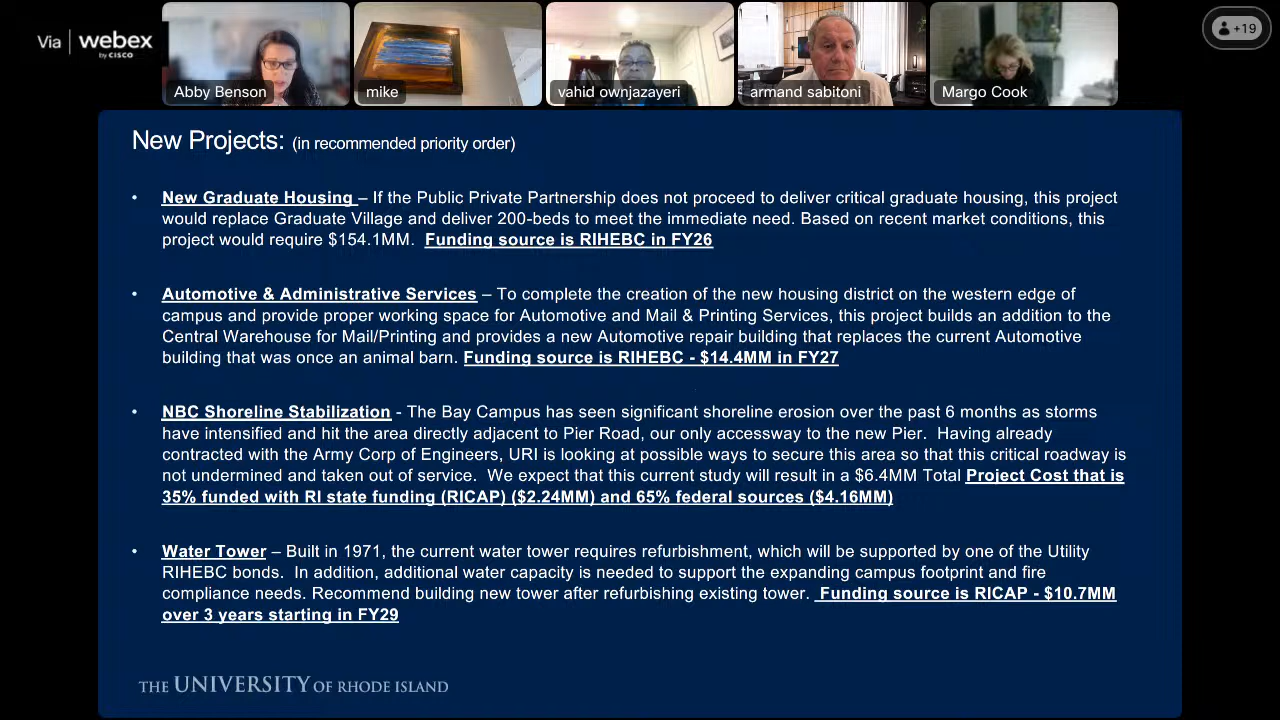 Via | webex
by CISCO
+19
Abby Benson
mike
vahid ownjazayeri
armand sabitoni
Margo Cook
New Projects: (in recommended priority order)
• New Graduate Housing – If the Public Private Partnership does not proceed to deliver critical graduate housing, this project
would replace Graduate Village and deliver 200-beds to meet the immediate need. Based on recent market conditions, this
project would require $154.1MM. Funding source is RIHEBC in FY26
• Automotive & Administrative Services – To complete the creation of the new housing district on the western edge of
campus and provide proper working space for Automotive and Mail & Printing Services, this project builds an addition to the
Central Warehouse for Mail/Printing and provides a new Automotive repair building that replaces the current Automotive
building that was once an animal barn. Funding source is RIHEBC - $14.4MM in FY27
• NBC Shoreline Stabilization - The Bay Campus has seen significant shoreline erosion over the past 6 months as storms
have intensified and hit the area directly adjacent to Pier Road, our only accessway to the new Pier. Having already
contracted with the Army Corp of Engineers, URI is looking at possible ways to secure this area so that this critical roadway is
not undermined and taken out of service. We expect that this current study will result in a $6.4MM Total Project Cost that is
35% funded with RI state funding (RICAP) ($2.24MM) and 65% federal sources ($4.16MM)
• Water Tower – Built in 1971, the current water tower requires refurbishment, which will be supported by one of the Utility
RIHEBC bonds. In addition, additional water capacity is needed to support the expanding campus footprint and fire
compliance needs. Recommend building new tower after refurbishing existing tower. Funding source is RICAP - $10.7MM
over 3 years starting in FY29
THE UNIVERSITY OF RHODE ISLAND